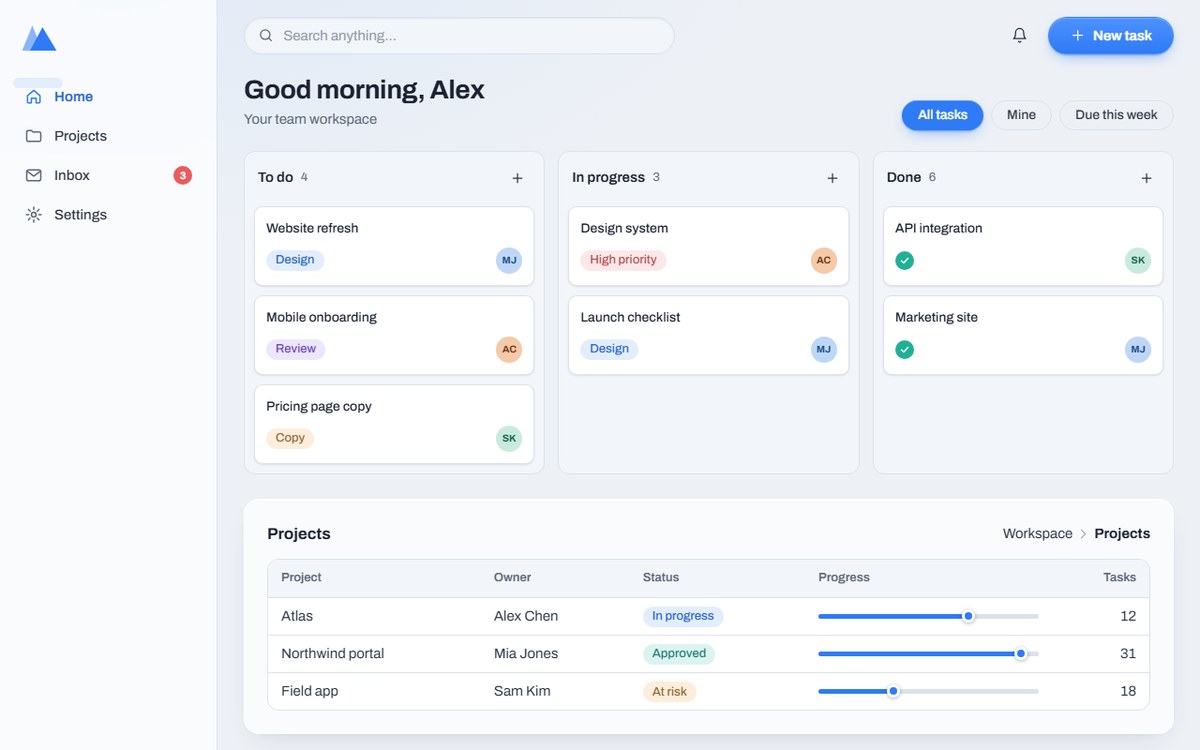 Search anything...
New task
Home
Projects
Inbox
3
Settings
Good morning, Alex
Your team workspace
All tasks
Mine
Due this week
To do 4
Website refresh
Design
MJ
Mobile onboarding
Review
AC
Pricing page copy
Copy
SK
In progress 3
Design system
High priority
AC
Launch checklist
Design
MJ
Done 6
API integration
SK
Marketing site
MJ
Projects
Workspace Projects
Project Owner Status Progress Tasks
Atlas Alex Chen In progress 12
Northwind portal Mia Jones Approved 31
Field app Sam Kim At risk 18